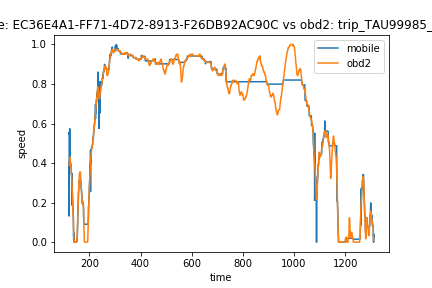 e: EC36E4A1-FF71-4D72-8913-F26DB92AC90C vs obd2: trip_TAU99985_
mobile
obd2
1.0
0.8
0.6
0.4
0.2
0.0
speed
200 400 600 800 1000 1200
time